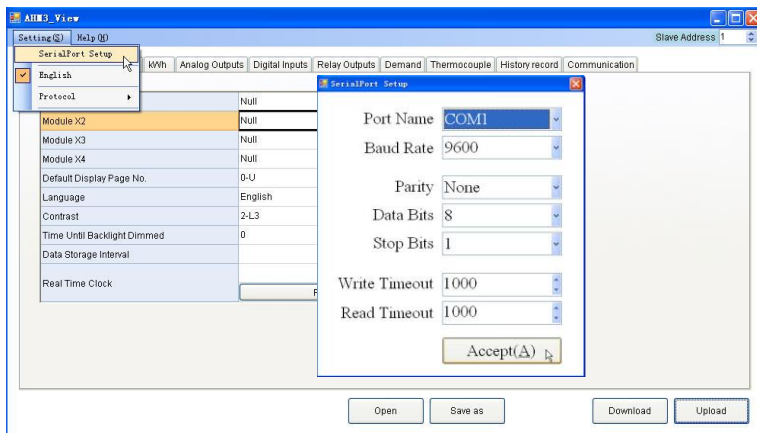 AHM3_View
Setting(S) Help(H) Slave Address 1
SerialPort Setup
English
Protocol
kWh Analog Outputs Digital Inputs Relay Outputs Demand Thermocouple History record Communication
Null
Module X2 Null
Module X3 Null
Module X4 Null
Default Display Page No. 0-U
Language English
Contrast 2-L3
Time Until Backlight Dimmed 0
Data Storage Interval
Real Time Clock
SerialPort Setup
Port Name COM1
Baud Rate 9600
Parity None
Data Bits 8
Stop Bits 1
Write Timeout 1000
Read Timeout 1000
Accept(A)
Open Save as Download Upload